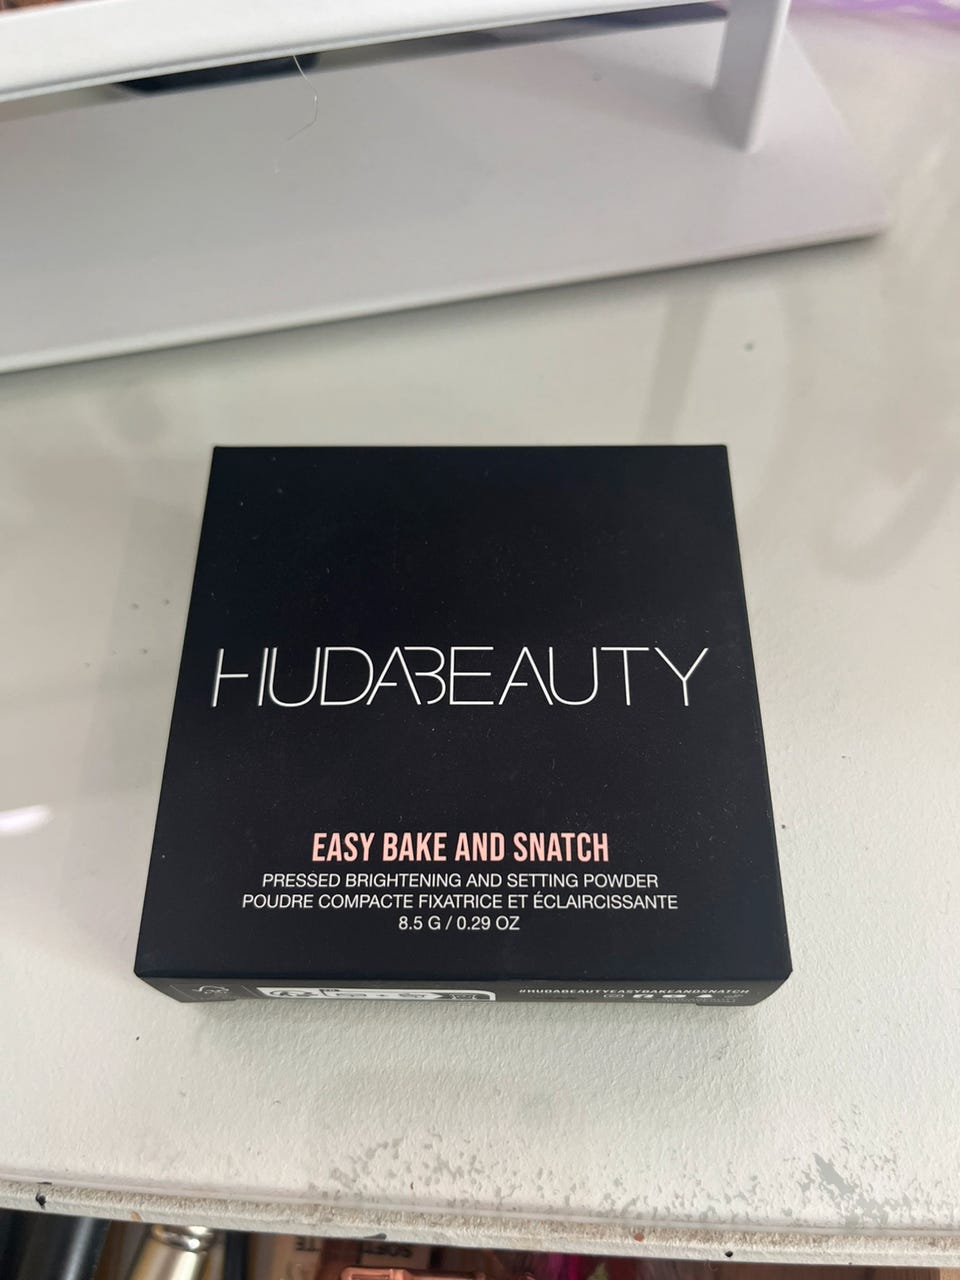 HUDABEAUTY
EASY BAKE AND SNATCH
PRESSED BRIGHTENING AND SETTING POWDER
POUDRE COMPACTE FIXATRICE ET ÉCLAIRCISSANTE
8.5 G / 0.29 OZ
#HUDABEAUTYEASYBAKEANDSNATCH
SOFT